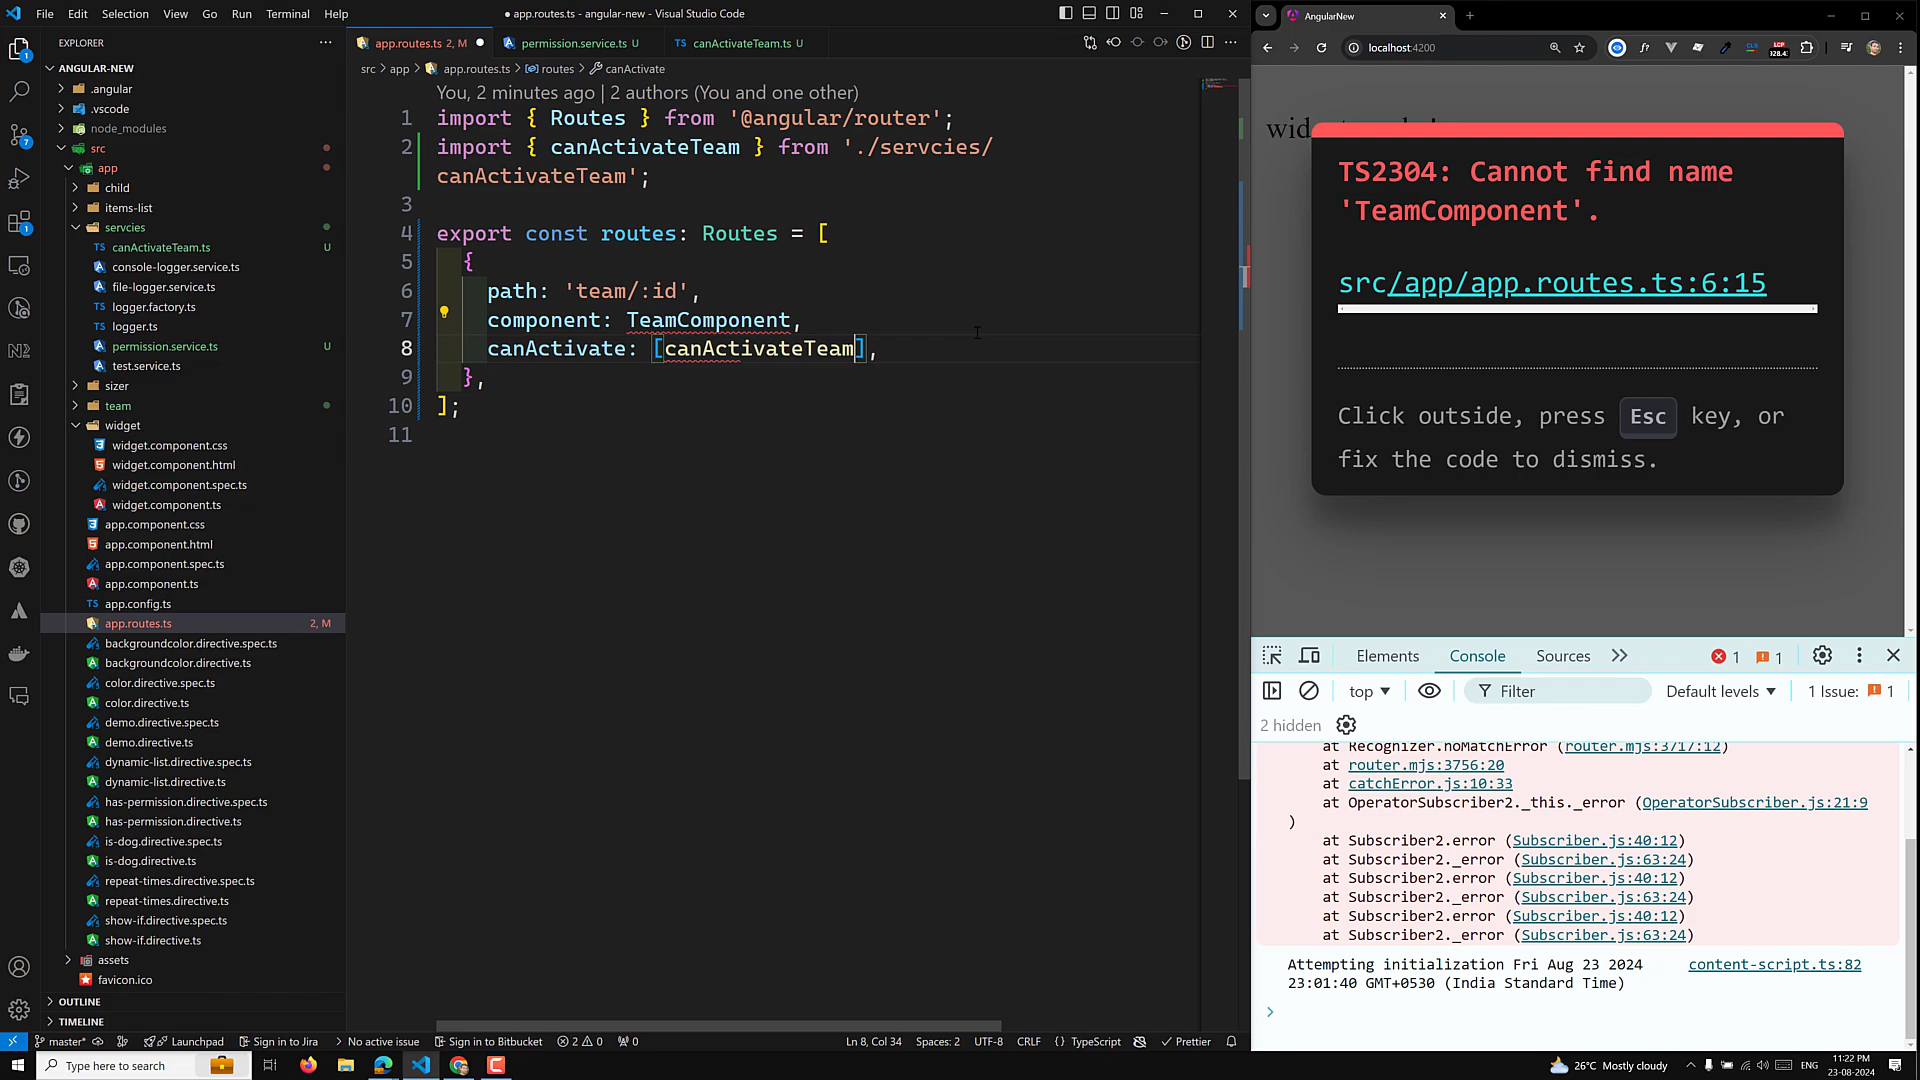 File Edit Selection View Go Run Terminal Help
● app.routes.ts - angular-new - Visual Studio Code
EXPLORER
ANGULAR-NEW
.angular
.vscode
node_modules
src
app
child
items-list
servcies
canActivateTeam.ts U
console-logger.service.ts
file-logger.service.ts
logger.factory.ts
logger.ts
permission.service.ts U
test.service.ts
sizer
team
widget
widget.component.css
widget.component.html
widget.component.spec.ts
widget.component.ts
app.component.css
app.component.html
app.component.spec.ts
app.component.ts
app.config.ts
app.routes.ts 2, M
backgroundcolor.directive.spec.ts
backgroundcolor.directive.ts
color.directive.spec.ts
color.directive.ts
demo.directive.spec.ts
demo.directive.ts
dynamic-list.directive.spec.ts
dynamic-list.directive.ts
has-permission.directive.spec.ts
has-permission.directive.ts
is-dog.directive.spec.ts
is-dog.directive.ts
repeat-times.directive.spec.ts
repeat-times.directive.ts
show-if.directive.spec.ts
show-if.directive.ts
assets
favicon.ico
OUTLINE
TIMELINE
app.routes.ts 2, M ● permission.service.ts U canActivateTeam.ts U
src > app > app.routes.ts > routes > canActivate
You, 2 minutes ago | 2 authors (You and one other)
1 import { Routes } from '@angular/router';
2 import { canActivateTeam } from './servcies/
canActivateTeam';
3
4 export const routes: Routes = [
5 {
6 path: 'team/:id',
7 component: TeamComponent,
8 canActivate: [canActivateTeam],
9 },
10 ];
11
master* Launchpad Sign in to Jira No active issue Sign in to Bitbucket 2 0 0 Ln 8, Col 34 Spaces: 2 UTF-8 CRLF {} TypeScript Prettier
AngularNew
localhost:4200
TS2304: Cannot find name
'TeamComponent'.
src/app/app.routes.ts:6:15
Click outside, press Esc key, or
fix the code to dismiss.
Elements Console Sources 1 1
top Filter Default levels 1 Issue: 1
2 hidden
at Recognizer.noMatchError (router.mjs:3717:12)
at router.mjs:3756:20
at catchError.js:10:33
at OperatorSubscriber2._this._error (OperatorSubscriber.js:21:9
)
at Subscriber2.error (Subscriber.js:40:12)
at Subscriber2._error (Subscriber.js:63:24)
at Subscriber2.error (Subscriber.js:40:12)
at Subscriber2._error (Subscriber.js:63:24)
at Subscriber2.error (Subscriber.js:40:12)
at Subscriber2._error (Subscriber.js:63:24)
Attempting initialization Fri Aug 23 2024 content-script.ts:82
23:01:40 GMT+0530 (India Standard Time)
Type here to search
26°C Mostly cloudy ENG 11:22 PM
23-08-2024